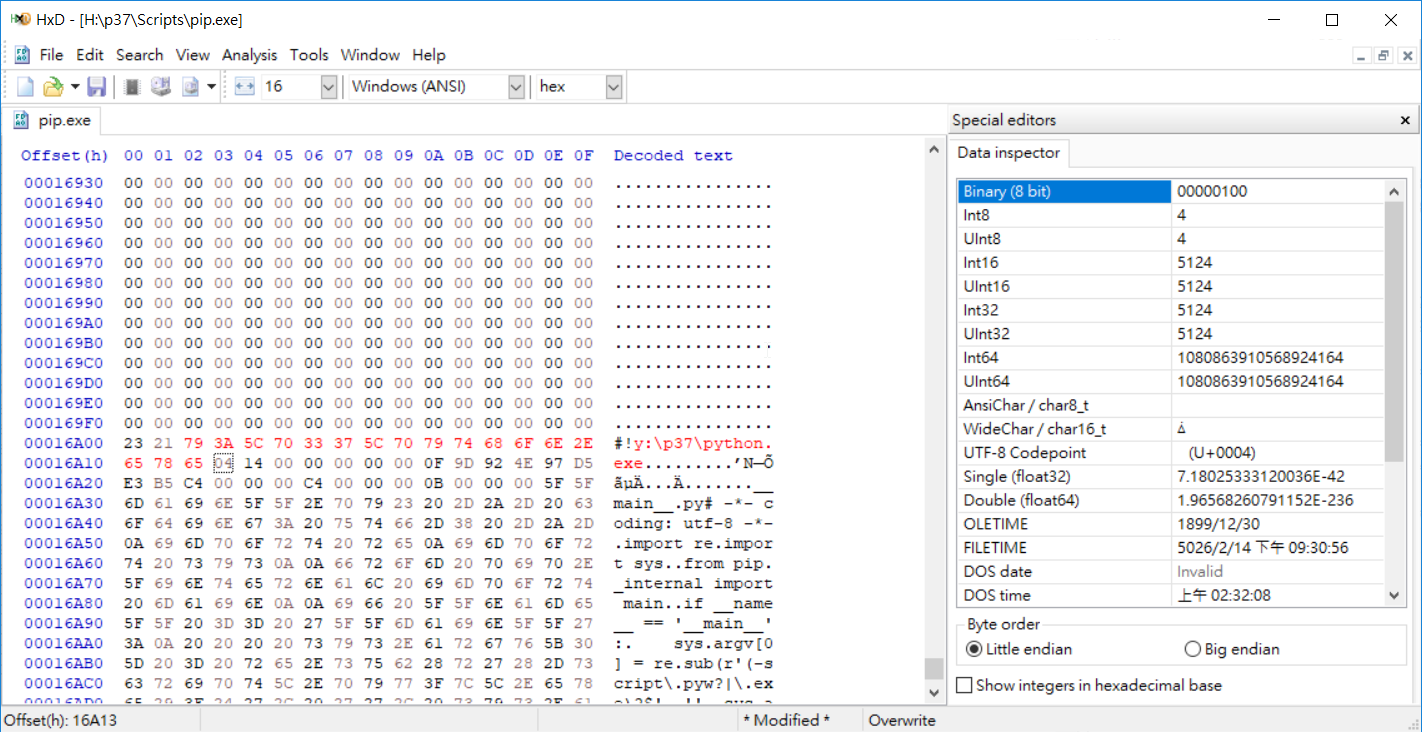 HxD - [H:\p37\Scripts\pip.exe]
File Edit Search View Analysis Tools Window Help
16 Windows (ANSI) hex
pip.exe
Offset(h) 00 01 02 03 04 05 06 07 08 09 0A 0B 0C 0D 0E 0F Decoded text
00016930 00 00 00 00 00 00 00 00 00 00 00 00 00 00 00 00 ................
00016940 00 00 00 00 00 00 00 00 00 00 00 00 00 00 00 00 ................
00016950 00 00 00 00 00 00 00 00 00 00 00 00 00 00 00 00 ................
00016960 00 00 00 00 00 00 00 00 00 00 00 00 00 00 00 00 ................
00016970 00 00 00 00 00 00 00 00 00 00 00 00 00 00 00 00 ................
00016980 00 00 00 00 00 00 00 00 00 00 00 00 00 00 00 00 ................
00016990 00 00 00 00 00 00 00 00 00 00 00 00 00 00 00 00 ................
000169A0 00 00 00 00 00 00 00 00 00 00 00 00 00 00 00 00 ................
000169B0 00 00 00 00 00 00 00 00 00 00 00 00 00 00 00 00 ................
000169C0 00 00 00 00 00 00 00 00 00 00 00 00 00 00 00 00 ................
000169D0 00 00 00 00 00 00 00 00 00 00 00 00 00 00 00 00 ................
000169E0 00 00 00 00 00 00 00 00 00 00 00 00 00 00 00 00 ................
000169F0 00 00 00 00 00 00 00 00 00 00 00 00 00 00 00 00 ................
00016A00 23 21 79 3A 5C 70 33 37 5C 70 79 74 68 6F 6E 2E #!y:\p37\python.
00016A10 65 78 65 04 14 00 00 00 00 00 0F 9D 92 4E 97 D5 exe.........’N—Õ
00016A20 E3 B5 C4 00 00 00 C4 00 00 00 0B 00 00 00 5F 5F ãµÄ...Ä.......__
00016A30 6D 61 69 6E 5F 5F 2E 70 79 23 20 2D 2A 2D 20 63 main__.py# -*- c
00016A40 6F 64 69 6E 67 3A 20 75 74 66 2D 38 20 2D 2A 2D oding: utf-8 -*-
00016A50 0A 69 6D 70 6F 72 74 20 72 65 0A 69 6D 70 6F 72 .import re.impor
00016A60 74 20 73 79 73 0A 0A 66 72 6F 6D 20 70 69 70 2E t sys..from pip.
00016A70 5F 69 6E 74 65 72 6E 61 6C 20 69 6D 70 6F 72 74 _internal import
00016A80 20 6D 61 69 6E 0A 0A 69 66 20 5F 5F 6E 61 6D 65 main..if __name
00016A90 5F 5F 20 3D 3D 20 27 5F 5F 6D 61 69 6E 5F 5F 27 __ == '__main__'
00016AA0 3A 0A 20 20 20 20 73 79 73 2E 61 72 67 76 5B 30 :. sys.argv[0
00016AB0 5D 20 3D 20 72 65 2E 73 75 62 28 72 27 28 2D 73 ] = re.sub(r'(-s
00016AC0 63 72 69 70 74 5C 2E 70 79 77 3F 7C 5C 2E 65 78 cript\.pyw?|\.ex
Special editors
Data inspector
Binary (8 bit) 00000100
Int8 4
UInt8 4
Int16 5124
UInt16 5124
Int32 5124
UInt32 5124
Int64 1080863910568924164
UInt64 1080863910568924164
AnsiChar / char8_t
WideChar / char16_t
UTF-8 Codepoint (U+0004)
Single (float32) 7.18025333120036E-42
Double (float64) 1.96568260791152E-236
OLETIME 1899/12/30
FILETIME 5026/2/14 下午 09:30:56
DOS date Invalid
DOS time 上午 02:32:08
Byte order
Little endian Big endian
Show integers in hexadecimal base
Offset(h): 16A13 * Modified * Overwrite